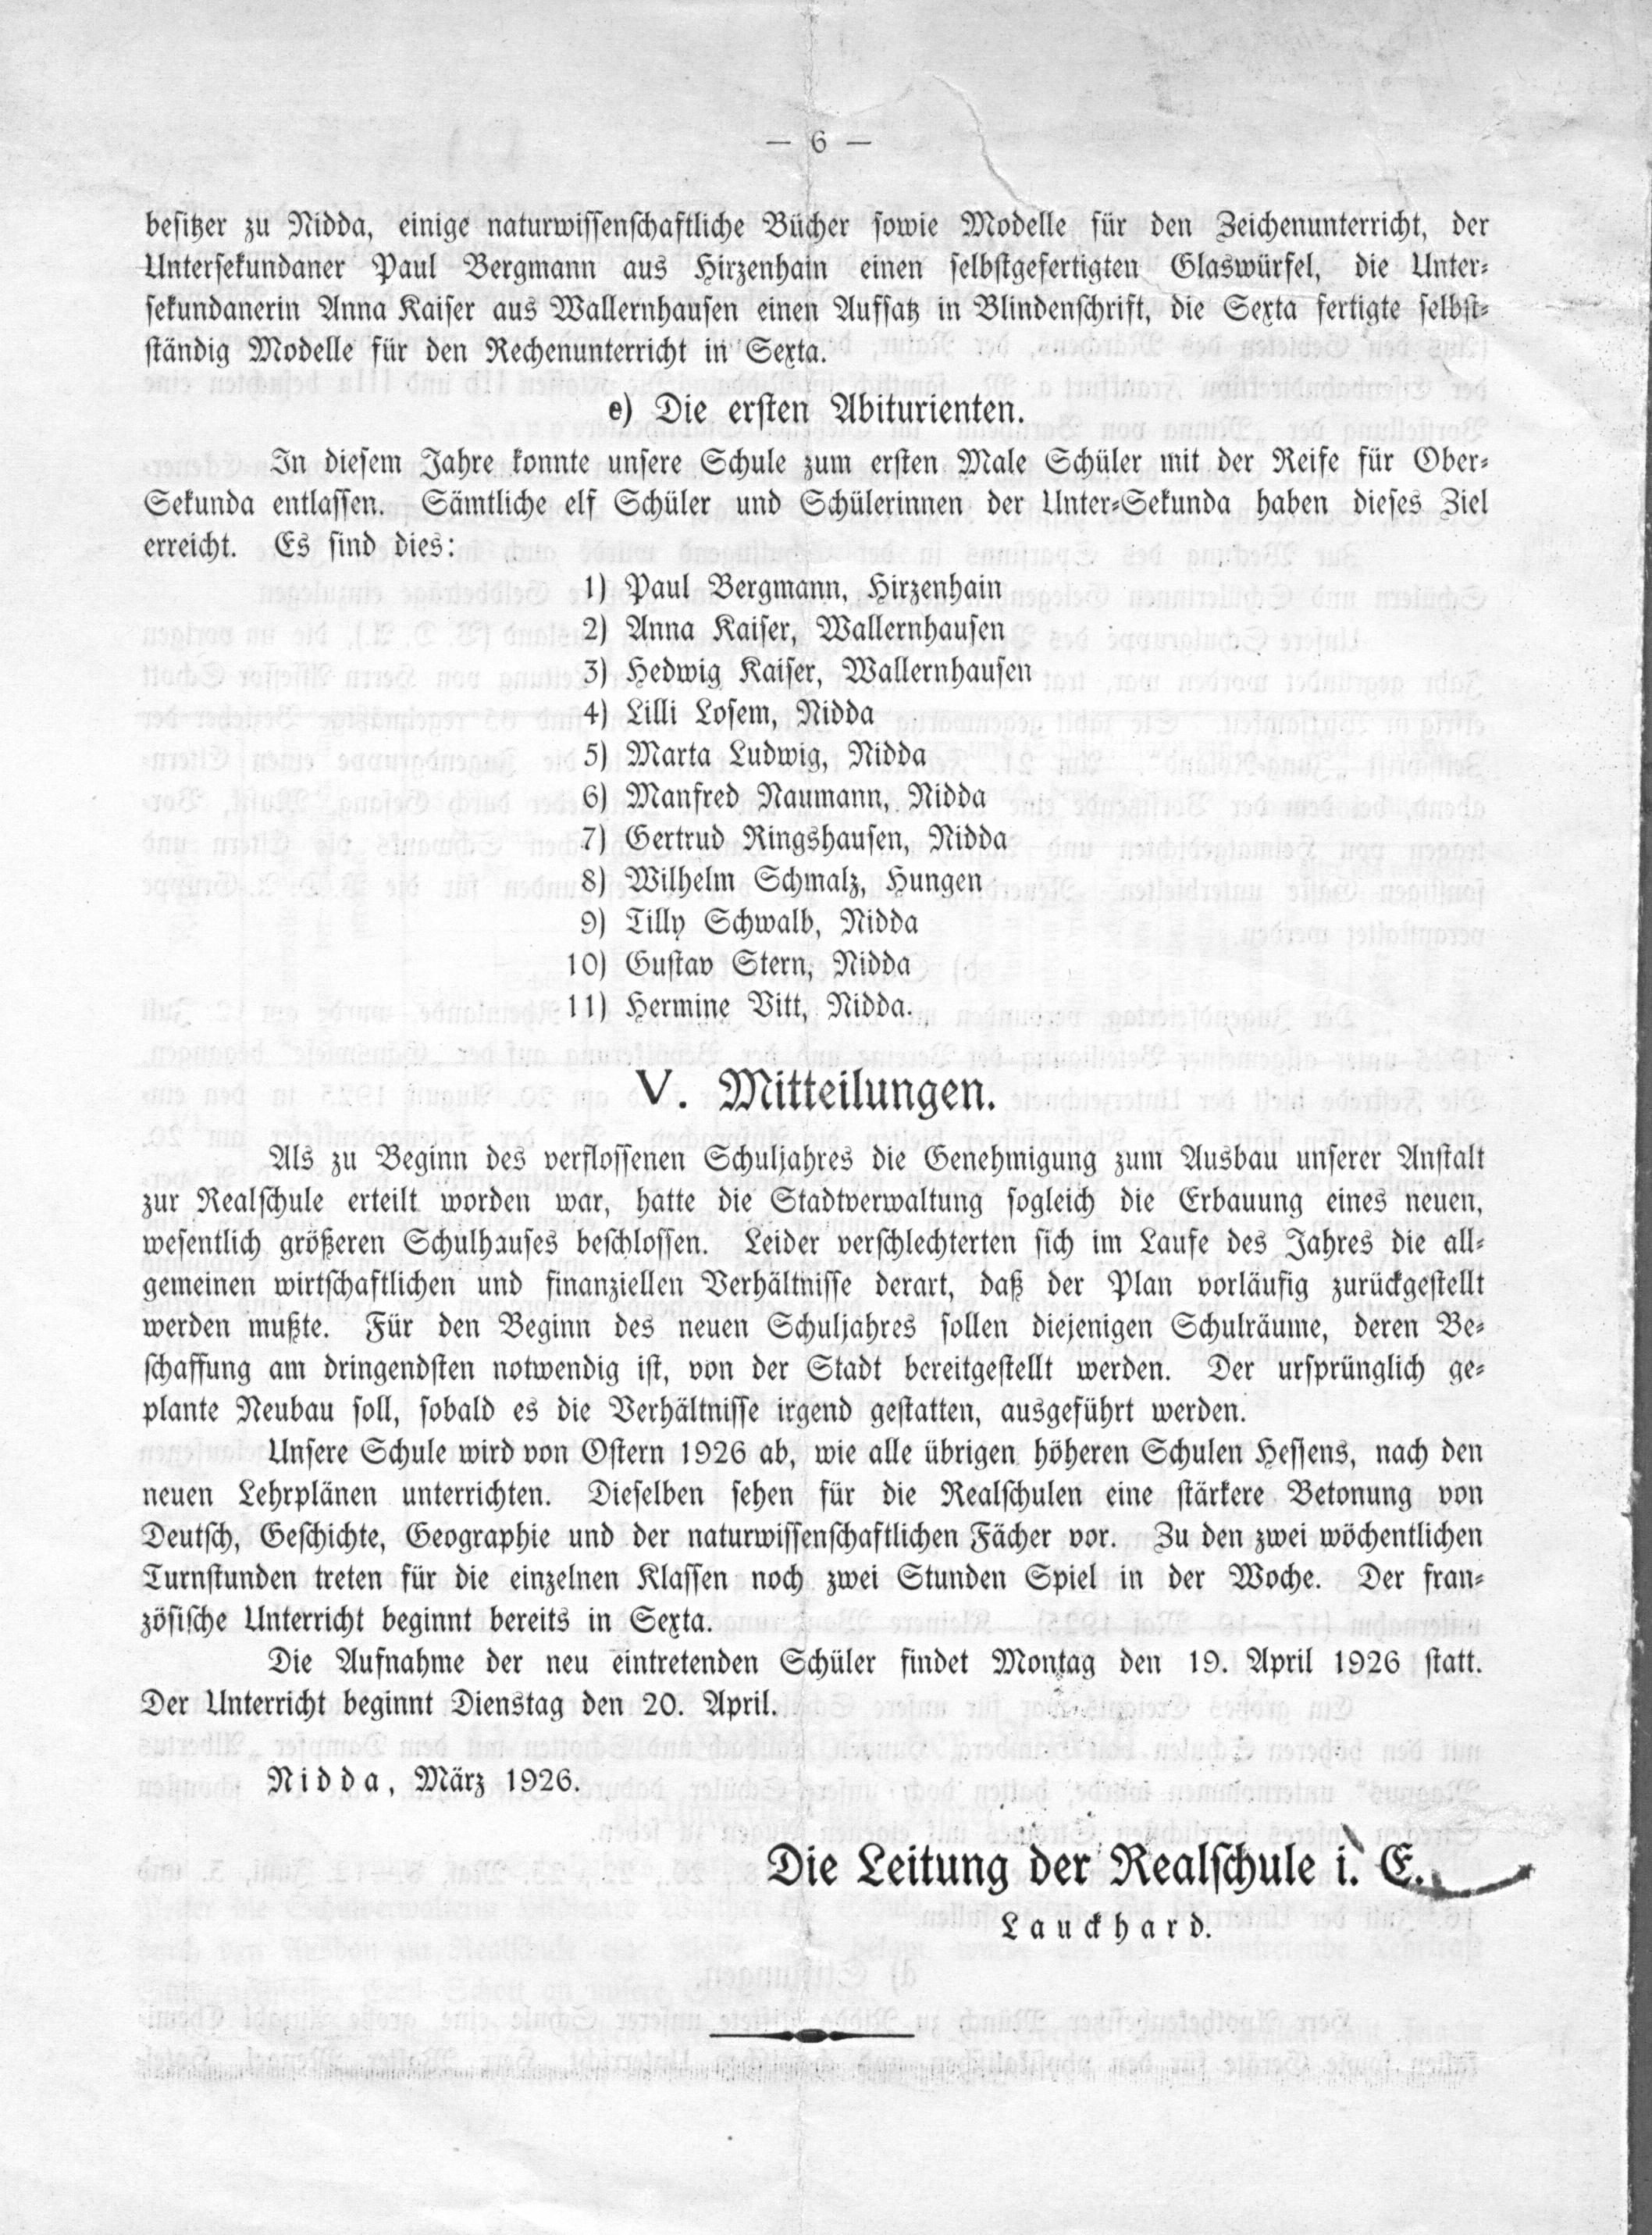 — 6 —
besitzer zu Nidda, einige naturwissenschaftliche Bücher sowie Modelle für den Zeichenunterricht, der
Untersekundaner Paul Bergmann aus Hirzenhain einen selbstgefertigten Glaswürfel, die Unter-
sekundanerin Anna Kaiser aus Wallernhausen einen Aufsatz in Blindenschrift, die Sexta fertigte selbst-
ständig Modelle für den Rechenunterricht in Sexta.
e) Die ersten Abiturienten.
In diesem Jahre konnte unsere Schule zum ersten Male Schüler mit der Reife für Ober-
Sekunda entlassen. Sämtliche elf Schüler und Schülerinnen der Unter-Sekunda haben dieses Ziel
erreicht. Es sind dies:
1) Paul Bergmann, Hirzenhain
2) Anna Kaiser, Wallernhausen
3) Hedwig Kaiser, Wallernhausen
4) Lilli Losem, Nidda
5) Marta Ludwig, Nidda
6) Manfred Naumann, Nidda
7) Gertrud Ringshausen, Nidda
8) Wilhelm Schmalz, Hungen
9) Tilly Schwalb, Nidda
10) Gustav Stern, Nidda
11) Hermine Vitt, Nidda.
V. Mitteilungen.
Als zu Beginn des verflossenen Schuljahres die Genehmigung zum Ausbau unserer Anstalt
zur Realschule erteilt worden war, hatte die Stadtverwaltung sogleich die Erbauung eines neuen,
wesentlich größeren Schulhauses beschlossen. Leider verschlechterten sich im Laufe des Jahres die all-
gemeinen wirtschaftlichen und finanziellen Verhältnisse derart, daß der Plan vorläufig zurückgestellt
werden mußte. Für den Beginn des neuen Schuljahres sollen diejenigen Schulräume, deren Be-
schaffung am dringendsten notwendig ist, von der Stadt bereitgestellt werden. Der ursprünglich ge-
plante Neubau soll, sobald es die Verhältnisse irgend gestatten, ausgeführt werden.
Unsere Schule wird von Ostern 1926 ab, wie alle übrigen höheren Schulen Hessens, nach den
neuen Lehrplänen unterrichten. Dieselben sehen für die Realschulen eine stärkere Betonung von
Deutsch, Geschichte, Geographie und der naturwissenschaftlichen Fächer vor. Zu den zwei wöchentlichen
Turnstunden treten für die einzelnen Klassen noch zwei Stunden Spiel in der Woche. Der fran-
zösische Unterricht beginnt bereits in Sexta.
Die Aufnahme der neu eintretenden Schüler findet Montag den 19. April 1926 statt.
Der Unterricht beginnt Dienstag den 20. April.
Nidda, März 1926.
Die Leitung der Realschule i. E.
Lauckhard.